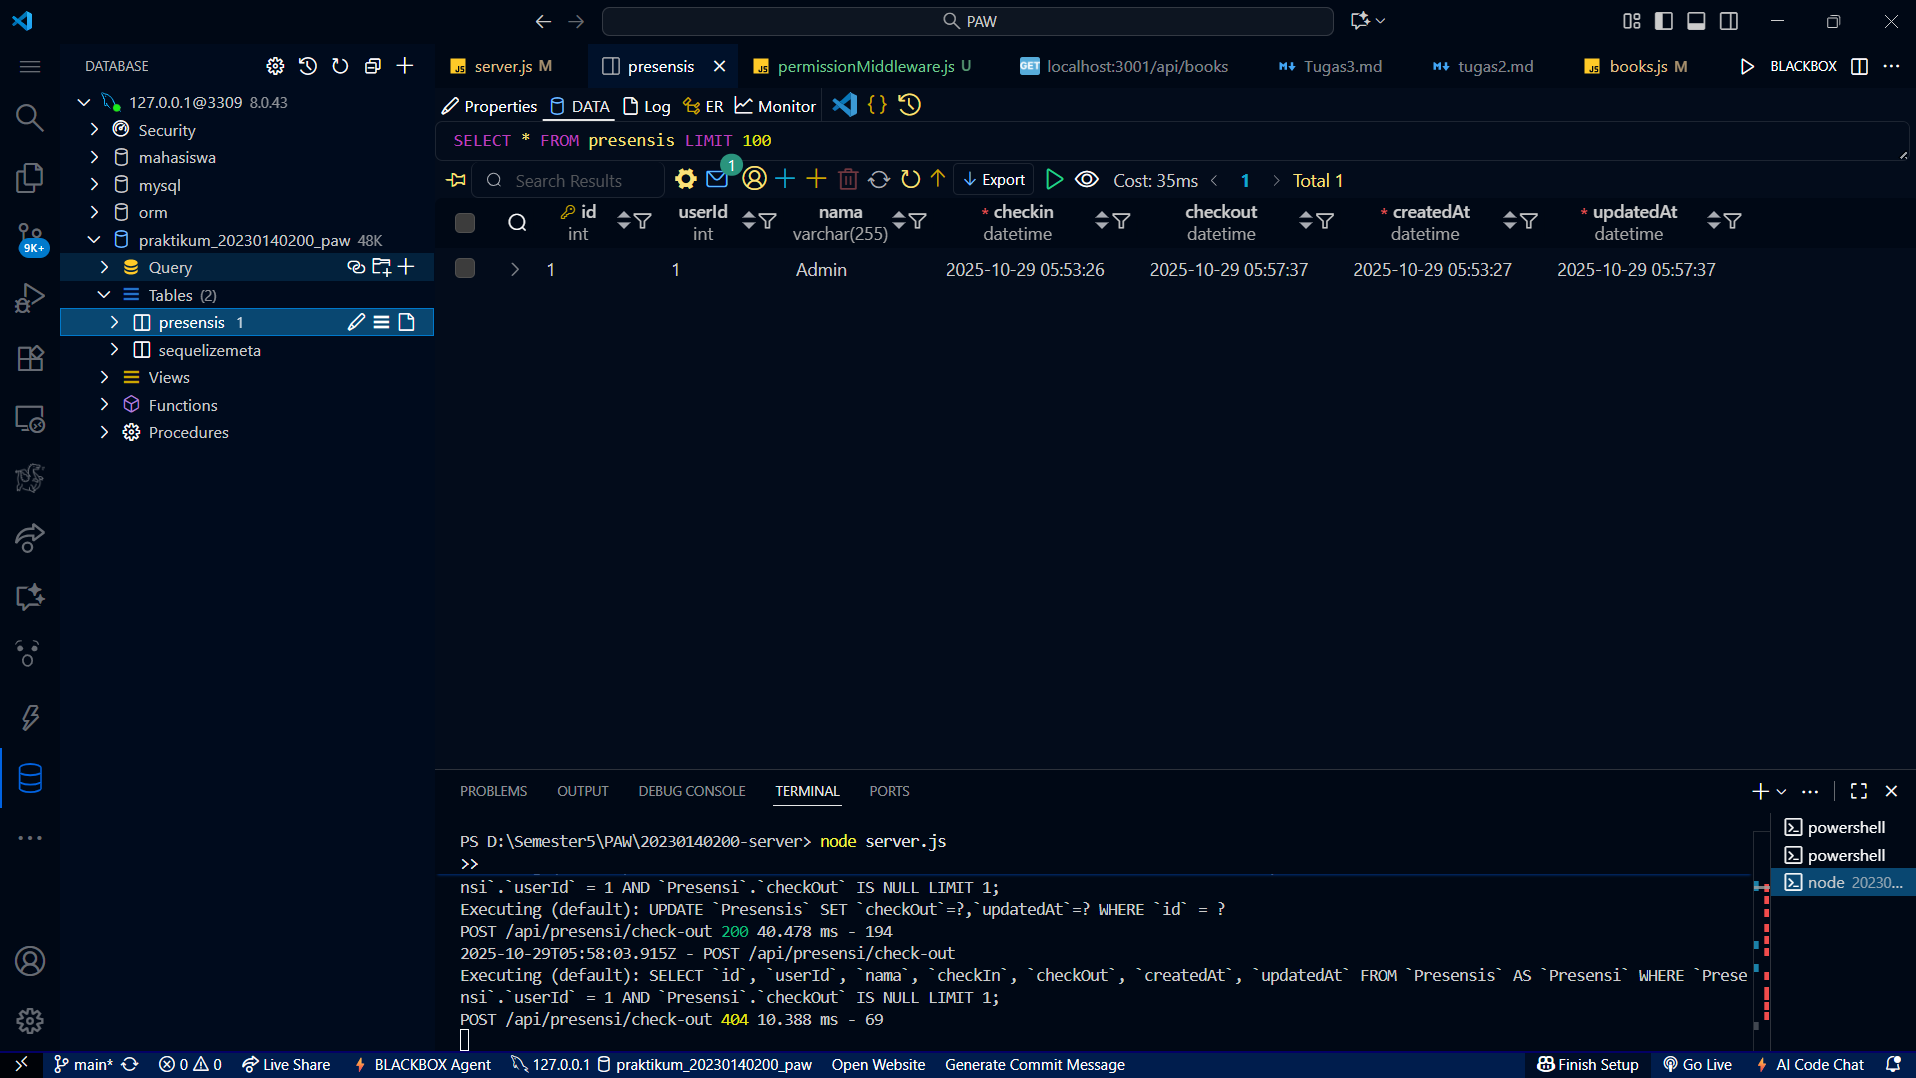 PAW
DATABASE
127.0.0.1@3309 8.0.43
Security
mahasiswa
mysql
orm
praktikum_20230140200_paw 48K
Query
Tables (2)
presensis 1
sequelizemeta
Views
Functions
Procedures
9K+
server.js M
presensis
permissionMiddleware.js U
GET localhost:3001/api/books
Tugas3.md
tugas2.md
JS books.js M
BLACKBOX
Properties DATA Log ER Monitor
SELECT * FROM presensis LIMIT 100
Search Results
1
Export
Cost: 35ms
1
Total 1
id int
userId int
nama varchar(255)
* checkin datetime
checkout datetime
* createdAt datetime
* updatedAt datetime
1 1 Admin 2025-10-29 05:53:26 2025-10-29 05:57:37 2025-10-29 05:53:27 2025-10-29 05:57:37
PROBLEMS OUTPUT DEBUG CONSOLE TERMINAL PORTS
PS D:\Semester5\PAW\20230140200-server> node server.js
>>
nsi`.`userId` = 1 AND `Presensi`.`checkOut` IS NULL LIMIT 1;
Executing (default): UPDATE `Presensis` SET `checkOut`=?,`updatedAt`=? WHERE `id` = ?
POST /api/presensi/check-out 200 40.478 ms - 194
2025-10-29T05:58:03.915Z - POST /api/presensi/check-out
Executing (default): SELECT `id`, `userId`, `nama`, `checkIn`, `checkOut`, `createdAt`, `updatedAt` FROM `Presensis` AS `Presensi` WHERE `Prese
nsi`.`userId` = 1 AND `Presensi`.`checkOut` IS NULL LIMIT 1;
POST /api/presensi/check-out 404 10.388 ms - 69
powershell
powershell
node 20230...
main* 0 0 Live Share BLACKBOX Agent 127.0.0.1 praktikum_20230140200_paw Open Website Generate Commit Message Finish Setup Go Live AI Code Chat